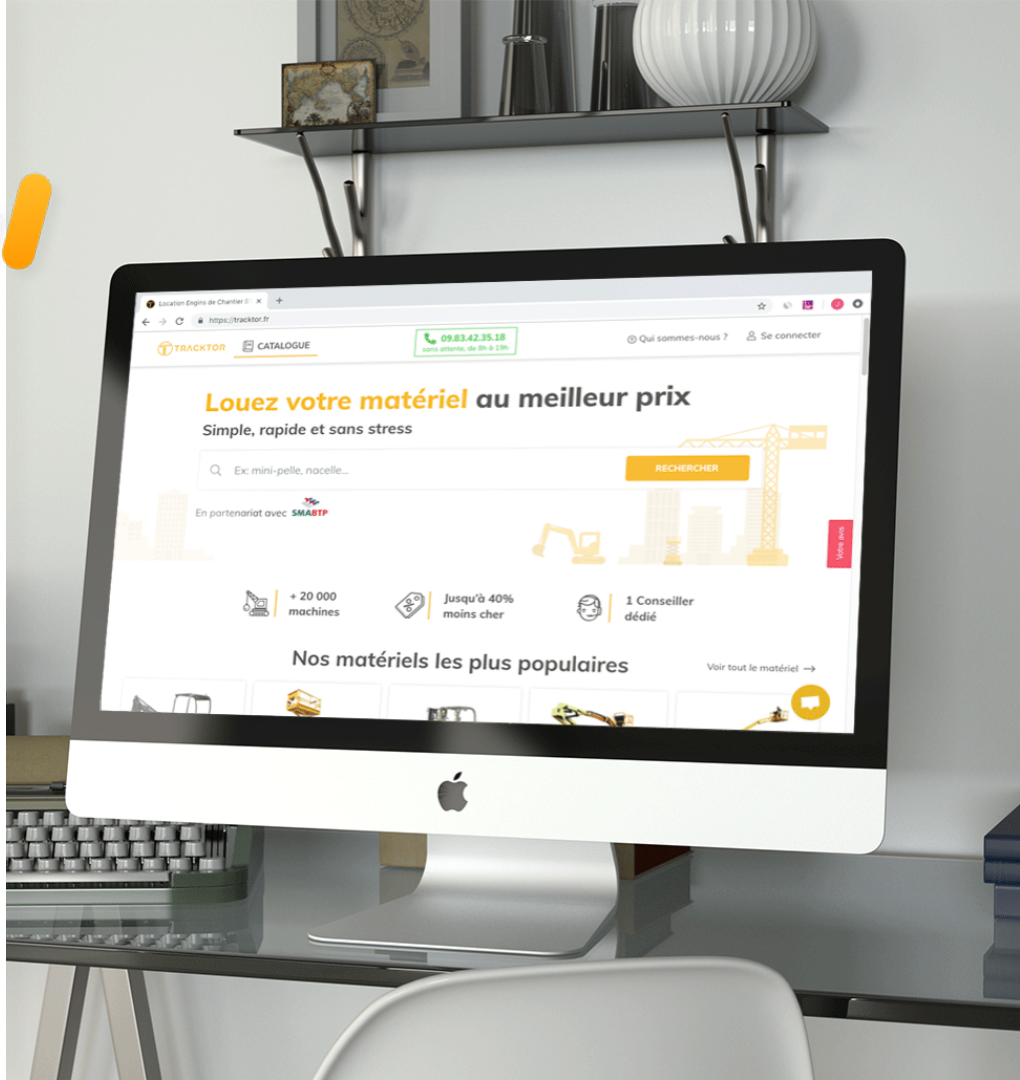 Location Engins de Chantier B
https://tracktor.fr
TRACKTOR
CATALOGUE
09.83.42.35.18
sans attente, de 8h à 19h
Qui sommes-nous ?
Se connecter
Louez votre matériel au meilleur prix
Simple, rapide et sans stress
Ex: mini-pelle, nacelle...
RECHERCHER
En partenariat avec SMABTP
Votre avis
+ 20 000
machines
Jusqu'à 40%
moins cher
1 Conseiller
dédié
Nos matériels les plus populaires
Voir tout le matériel →